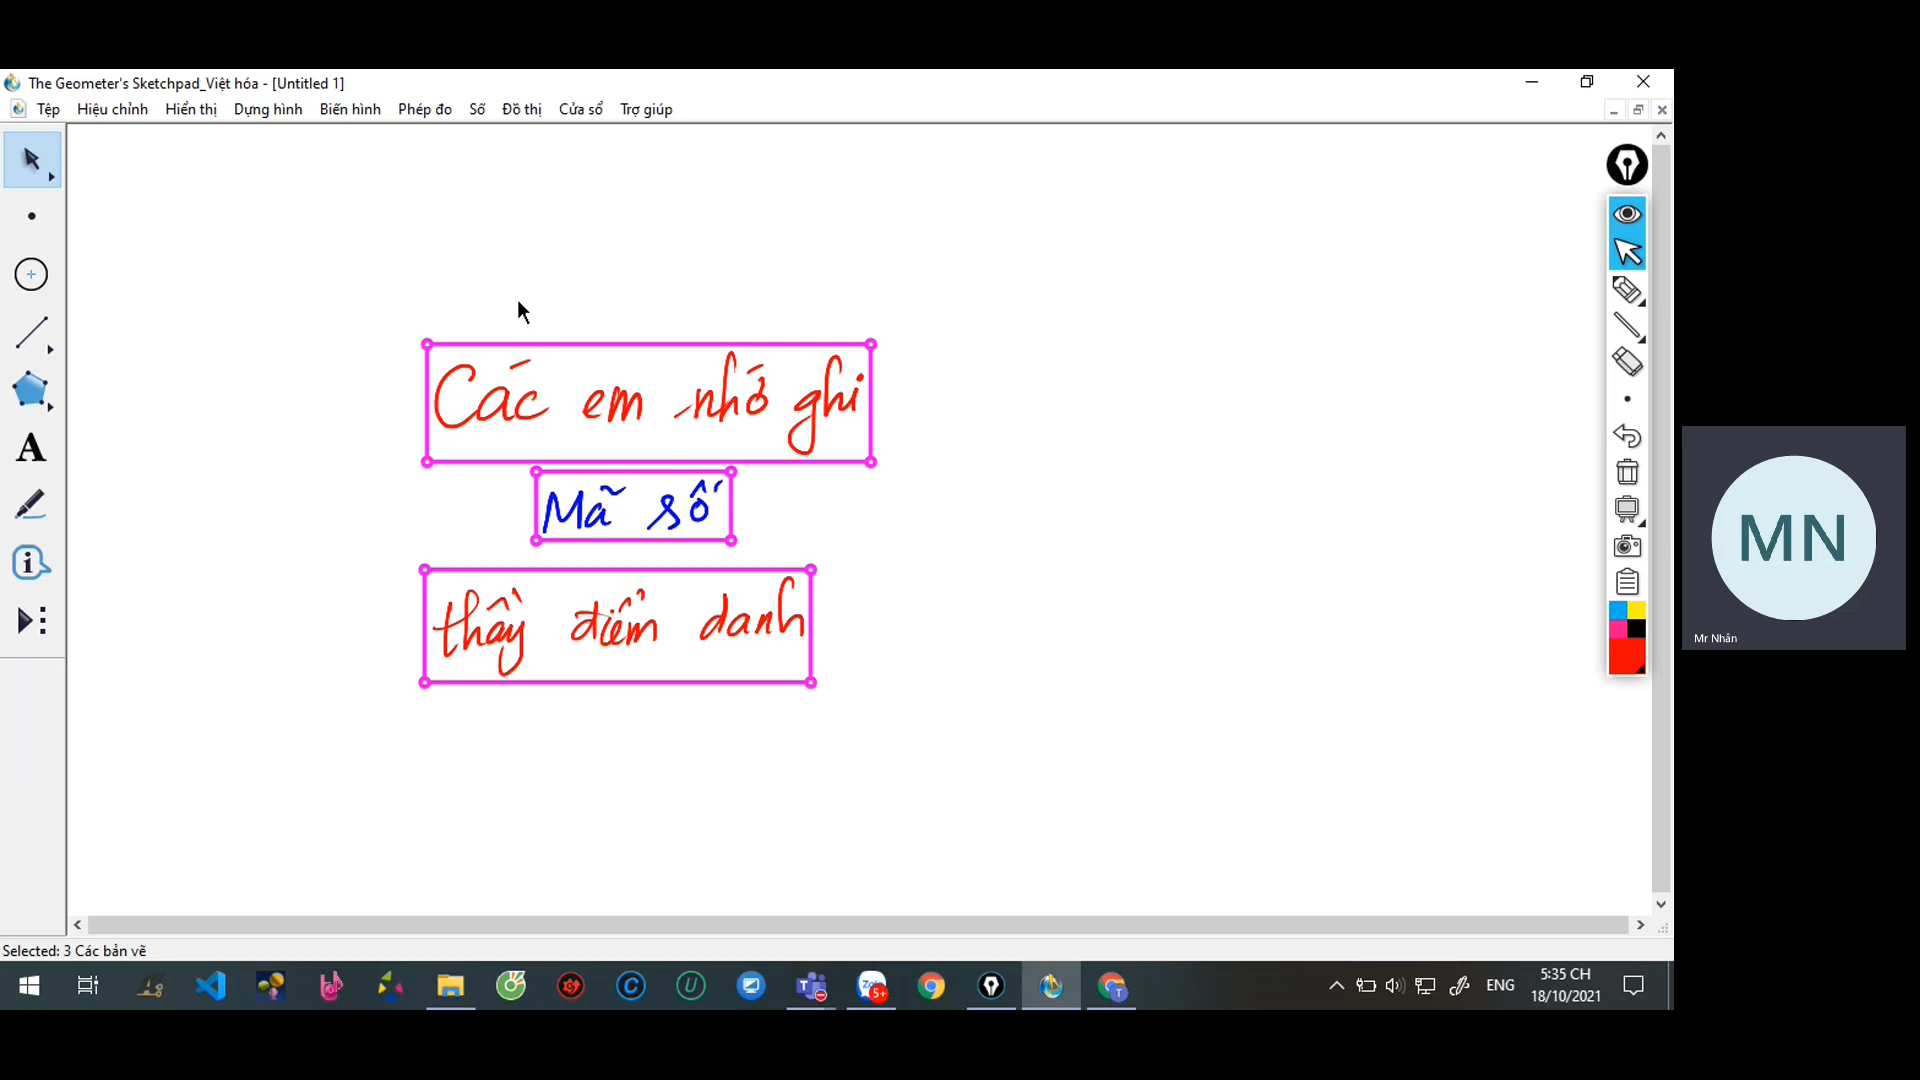 The Geometer's Sketchpad_Việt hóa - [Untitled 1]
Tệp Hiệu chỉnh Hiển thị Dựng hình Biến hình Phép đo Số Đồ thị Cửa sổ Trợ giúp
A
Các em nhớ ghi
Mã số
thầy điểm danh
MN
Mr Nhân
Selected: 3 Các bản vẽ
5+
T
ENG
5:35 CH
18/10/2021